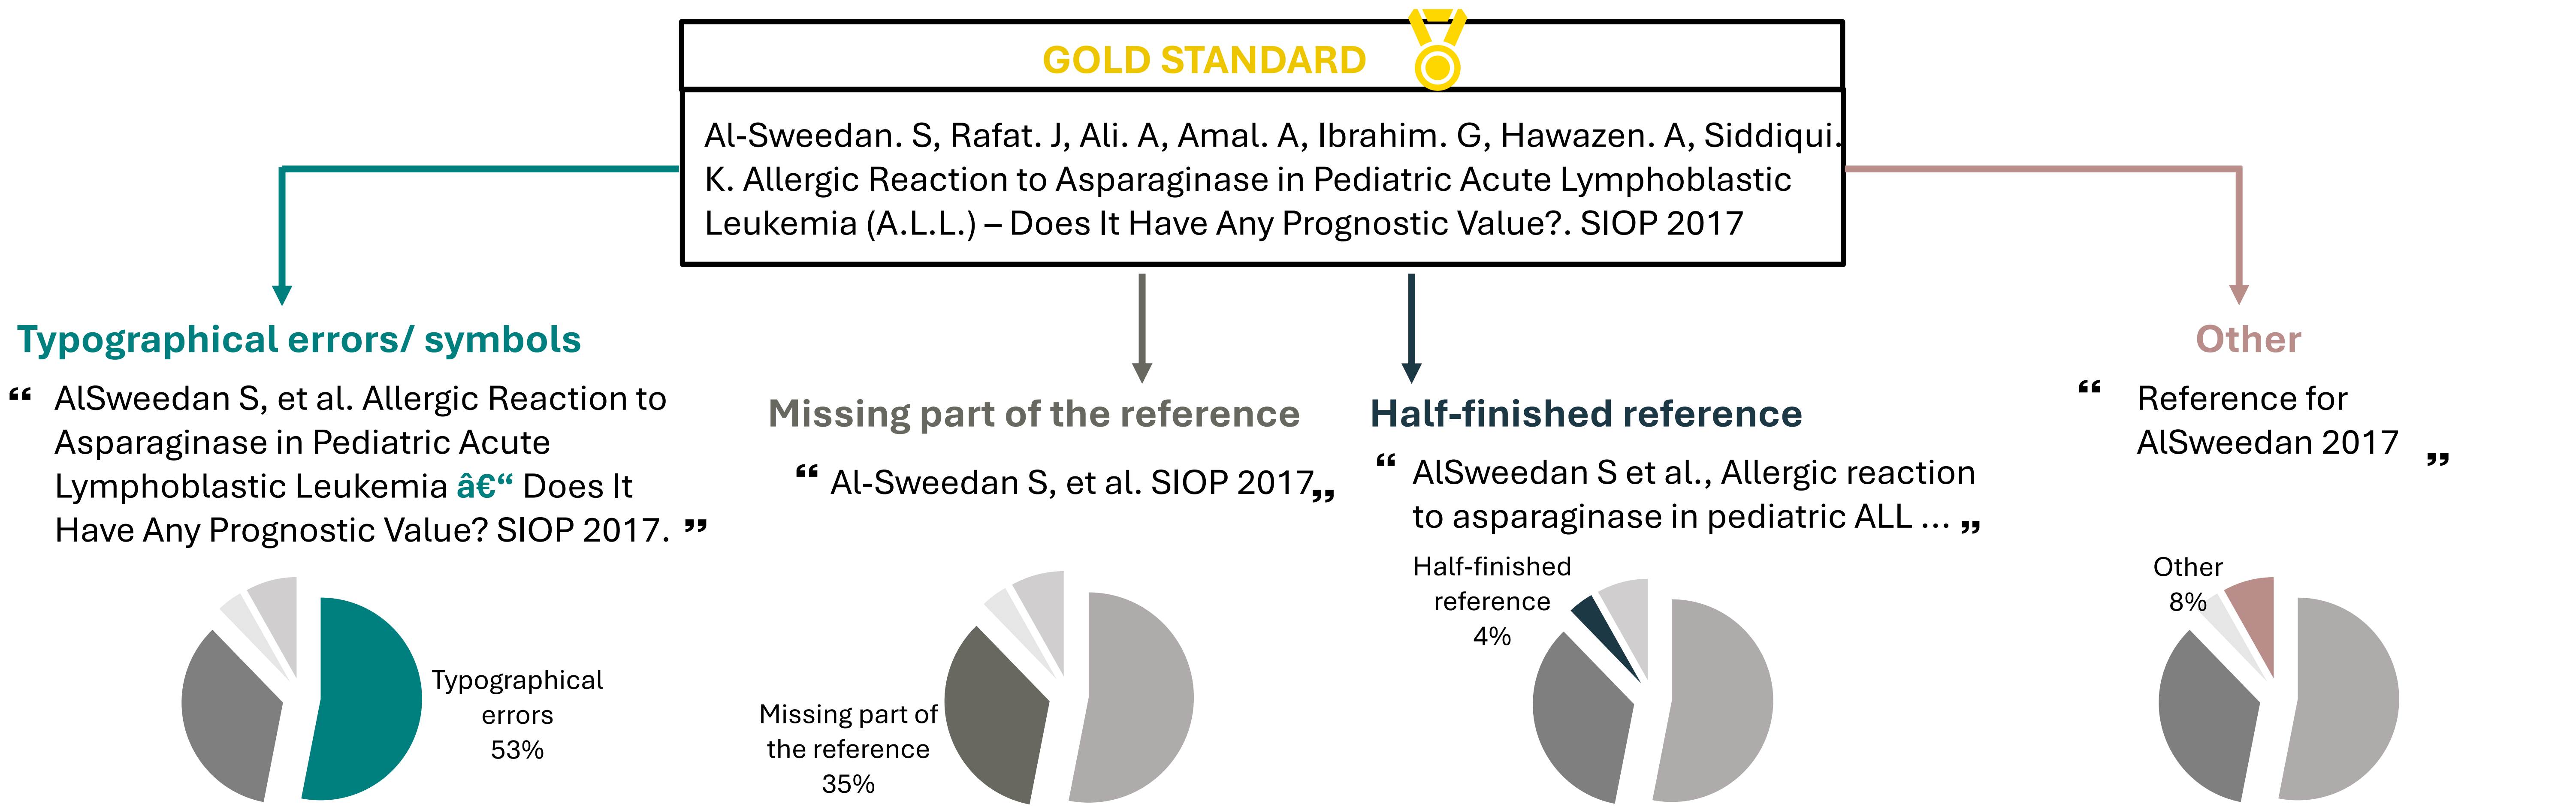 GOLD STANDARD
Al-Sweedan. S, Rafat. J, Ali. A, Amal. A, Ibrahim. G, Hawazen. A, Siddiqui.
K. Allergic Reaction to Asparaginase in Pediatric Acute Lymphoblastic
Leukemia (A.L.L.) – Does It Have Any Prognostic Value?. SIOP 2017
Typographical errors/ symbols
“ AlSweedan S, et al. Allergic Reaction to
Asparaginase in Pediatric Acute
Lymphoblastic Leukemia â€“ Does It
Have Any Prognostic Value? SIOP 2017. ”
Typographical
errors
53%
Missing part of the reference
“ Al-Sweedan S, et al. SIOP 2017 ”
Missing part of
the reference
35%
Half-finished reference
“ AlSweedan S et al., Allergic reaction
to asparaginase in pediatric ALL ... ”
Half-finished
reference
4%
Other
“ Reference for
AlSweedan 2017 ”
Other
8%